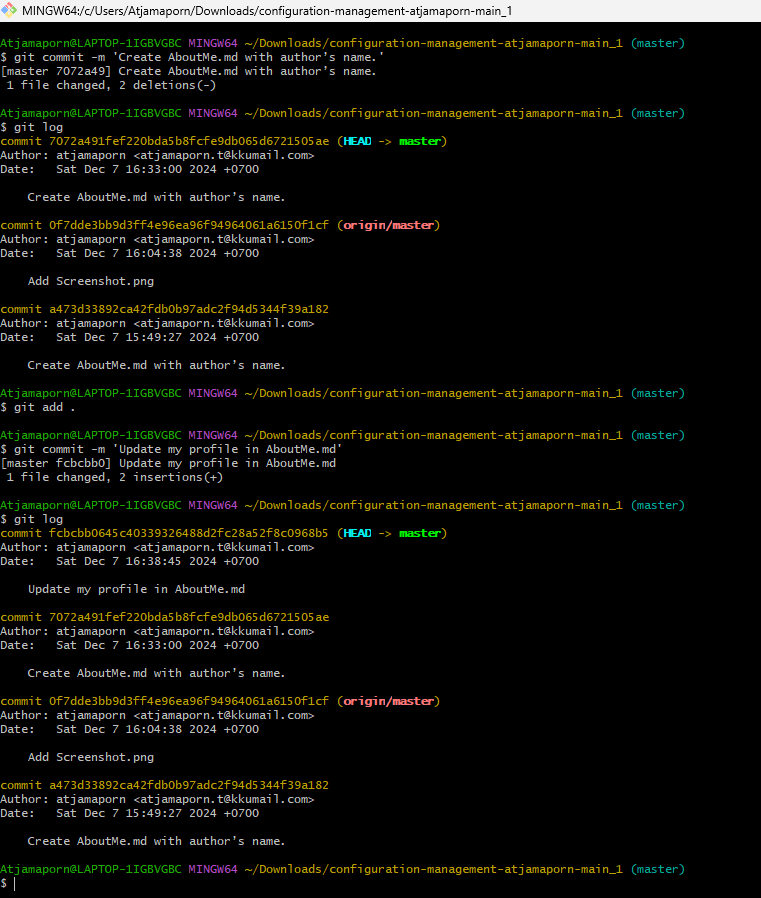 MINGW64:/c/Users/Atjamaporn/Downloads/configuration-management-atjamaporn-main_1
Atjamaporn@LAPTOP-1IGBVGBC MINGW64 ~/Downloads/configuration-management-atjamaporn-main_1 (master)
$ git commit -m 'Create AboutMe.md with author’s name.'
[master 7072a49] Create AboutMe.md with author’s name.
 1 file changed, 2 deletions(-)
Atjamaporn@LAPTOP-1IGBVGBC MINGW64 ~/Downloads/configuration-management-atjamaporn-main_1 (master)
$ git log
commit 7072a491fef220bda5b8fcfe9db065d6721505ae (HEAD -> master)
Author: atjamaporn <atjamaporn.t@kkumail.com>
Date:   Sat Dec 7 16:33:00 2024 +0700
    Create AboutMe.md with author’s name.
commit 0f7dde3bb9d3ff4e96ea96f94964061a6150f1cf (origin/master)
Author: atjamaporn <atjamaporn.t@kkumail.com>
Date:   Sat Dec 7 16:04:38 2024 +0700
    Add Screenshot.png
commit a473d33892ca42fdb0b97adc2f94d5344f39a182
Author: atjamaporn <atjamaporn.t@kkumail.com>
Date:   Sat Dec 7 15:49:27 2024 +0700
    Create AboutMe.md with author’s name.
Atjamaporn@LAPTOP-1IGBVGBC MINGW64 ~/Downloads/configuration-management-atjamaporn-main_1 (master)
$ git add .
Atjamaporn@LAPTOP-1IGBVGBC MINGW64 ~/Downloads/configuration-management-atjamaporn-main_1 (master)
$ git commit -m 'Update my profile in AboutMe.md'
[master fcbcbb0] Update my profile in AboutMe.md
 1 file changed, 2 insertions(+)
Atjamaporn@LAPTOP-1IGBVGBC MINGW64 ~/Downloads/configuration-management-atjamaporn-main_1 (master)
$ git log
commit fcbcbb0645c40339326488d2fc28a52f8c0968b5 (HEAD -> master)
Author: atjamaporn <atjamaporn.t@kkumail.com>
Date:   Sat Dec 7 16:38:45 2024 +0700
    Update my profile in AboutMe.md
commit 7072a491fef220bda5b8fcfe9db065d6721505ae
Author: atjamaporn <atjamaporn.t@kkumail.com>
Date:   Sat Dec 7 16:33:00 2024 +0700
    Create AboutMe.md with author’s name.
commit 0f7dde3bb9d3ff4e96ea96f94964061a6150f1cf (origin/master)
Author: atjamaporn <atjamaporn.t@kkumail.com>
Date:   Sat Dec 7 16:04:38 2024 +0700
    Add Screenshot.png
commit a473d33892ca42fdb0b97adc2f94d5344f39a182
Author: atjamaporn <atjamaporn.t@kkumail.com>
Date:   Sat Dec 7 15:49:27 2024 +0700
    Create AboutMe.md with author’s name.
Atjamaporn@LAPTOP-1IGBVGBC MINGW64 ~/Downloads/configuration-management-atjamaporn-main_1 (master)
$